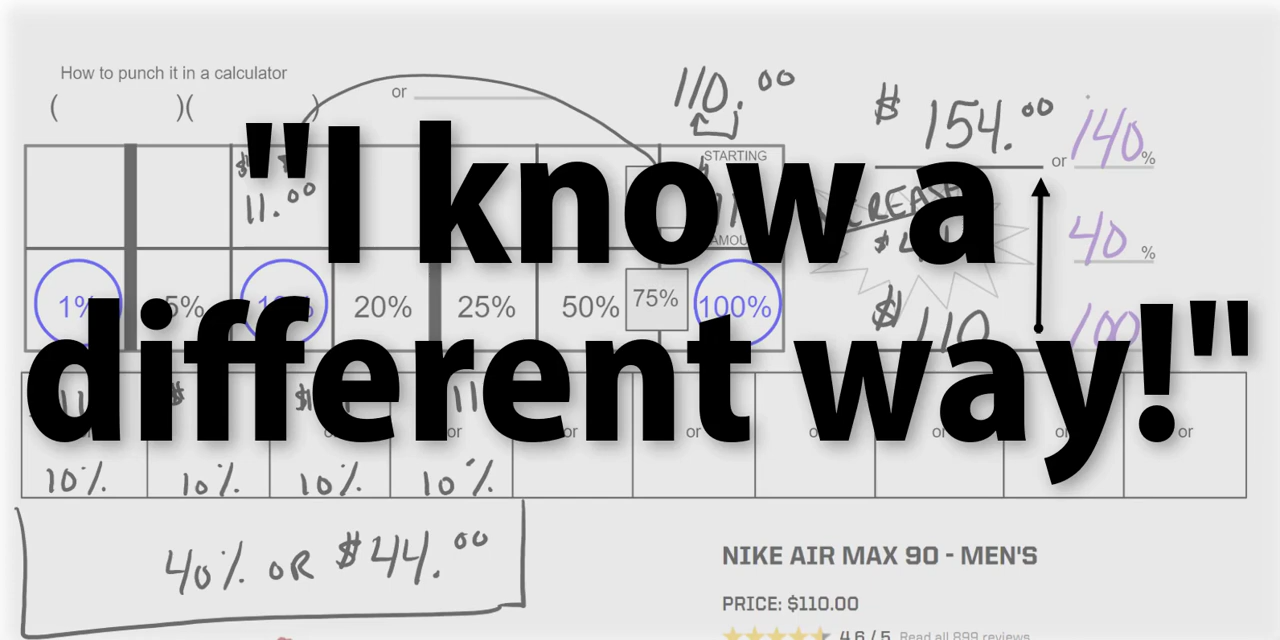 How to punch it in a calculator
( )( ) or
110.00
$ 154.00 or 140%
STARTING
"I know a
11.00
INCREASE
40 %
1% 5% 10% 20% 25% 50% 75% 100%
$ 110 100
different way!"
or or or or or or
10% 10% 10% 10%
40% OR $44.00
NIKE AIR MAX 90 - MEN'S
PRICE: $110.00
4.6 / 5 Read all 899 reviews